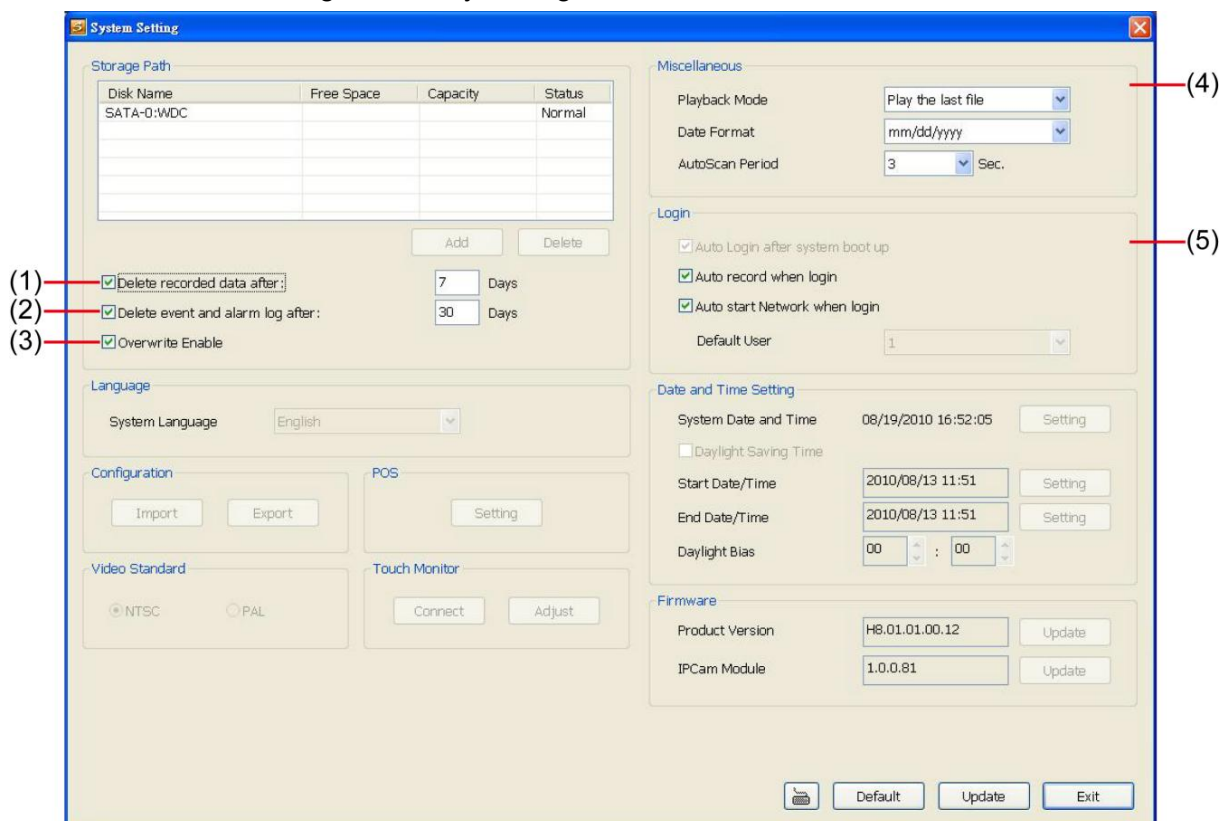 System Setting
Storage Path
Disk Name Free Space Capacity Status
SATA-0:WDC Normal
Add Delete
(1) Delete recorded data after: 7 Days
(2) Delete event and alarm log after: 30 Days
(3) Overwrite Enable
Language
System Language English
Configuration
Import Export
POS
Setting
Video Standard
NTSC PAL
Touch Monitor
Connect Adjust
Miscellaneous
(4)
Playback Mode Play the last file
Date Format mm/dd/yyyy
AutoScan Period 3 Sec.
Login
(5)
Auto Login after system boot up
Auto record when login
Auto start Network when login
Default User 1
Date and Time Setting
System Date and Time 08/19/2010 16:52:05 Setting
Daylight Saving Time
Start Date/Time 2010/08/13 11:51 Setting
End Date/Time 2010/08/13 11:51 Setting
Daylight Bias 00 : 00
Firmware
Product Version H8.01.01.00.12 Update
IPCam Module 1.0.0.81 Update
Default Update Exit